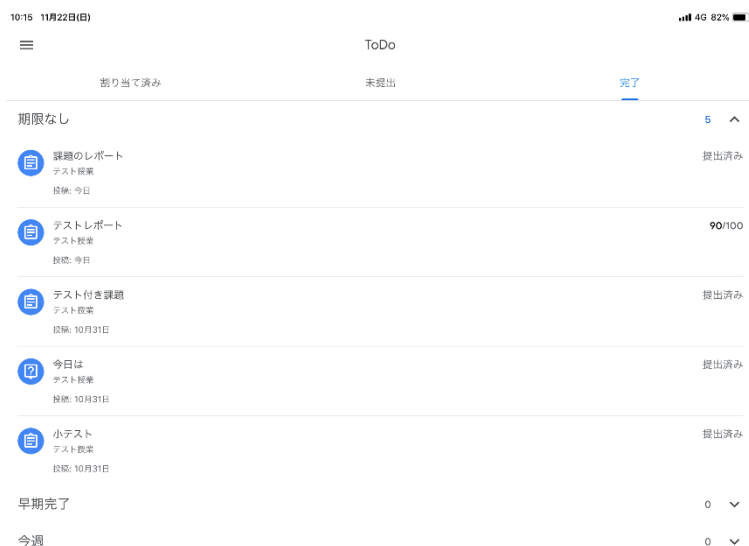 10:15 11月22日(日) 4G 82%
ToDo
割り当て済み 未提出 完了
期限なし 5
課題のレポート 提出済み
テスト授業
投稿: 今日
テストレポート 90/100
テスト授業
投稿: 今日
テスト付き課題 提出済み
テスト授業
投稿: 10月31日
今日は 提出済み
テスト授業
投稿: 10月31日
小テスト 提出済み
テスト授業
投稿: 10月31日
早期完了 0
今週 0